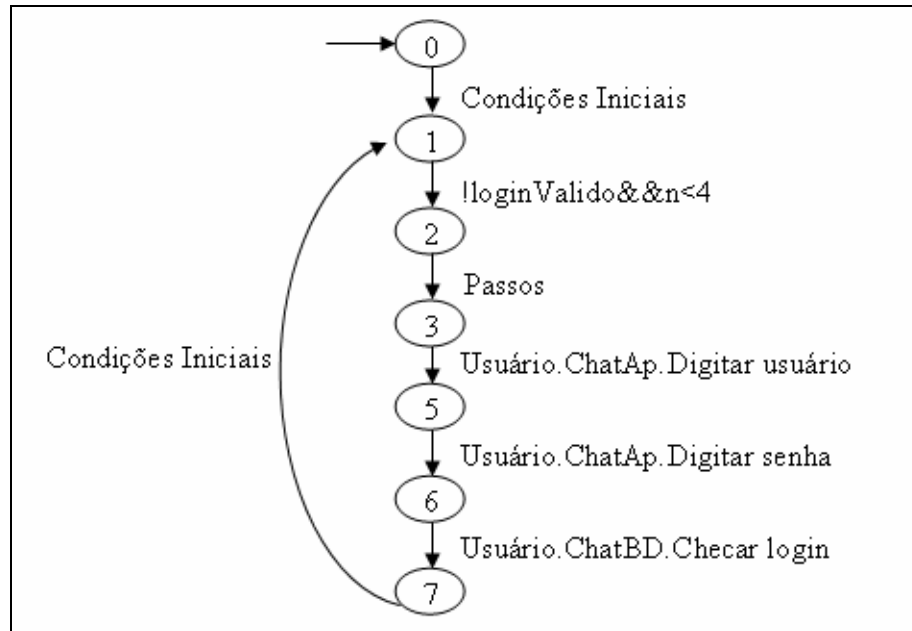 0
Condições Iniciais
1
!loginValido&&n<4
2
Passos
3
Condições Iniciais
Usuário.ChatAp.Digitar usuário
5
Usuário.ChatAp.Digitar senha
6
Usuário.ChatBD.Checar login
7